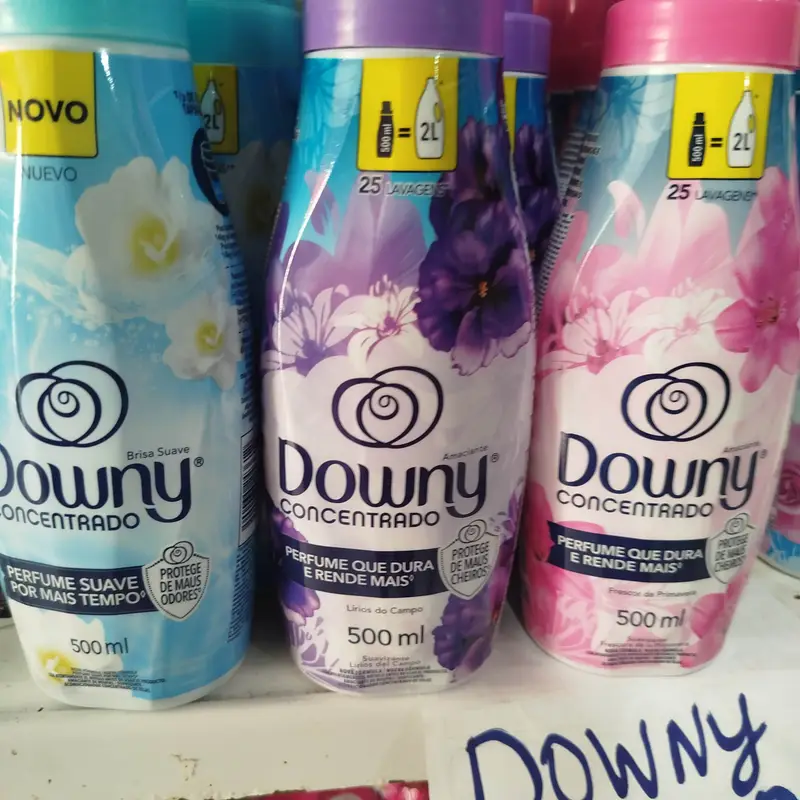 NOVO
NUEVO
Brisa Suave
Downy®
CONCENTRADO
PERFUME SUAVE
POR MAIS TEMPO◊
PROTEGE
DE MAUS
ODORES◊
500 ml
2L
500 ml = 2L
25 LAVAGENS
Amaciante
Downy®
CONCENTRADO
PERFUME QUE DURA
E RENDE MAIS◊
PROTEGE
DE MAUS
CHEIROS◊
Lírios do Campo
500 ml
Suavizante
500 ml = 2L
25 LAVAGENS
Amaciante
Downy®
CONCENTRADO
PERFUME QUE DURA
E RENDE MAIS◊
PROTEGE
DE MAUS
CHEIROS◊
Frescor da Primavera
500 ml
DOWNY